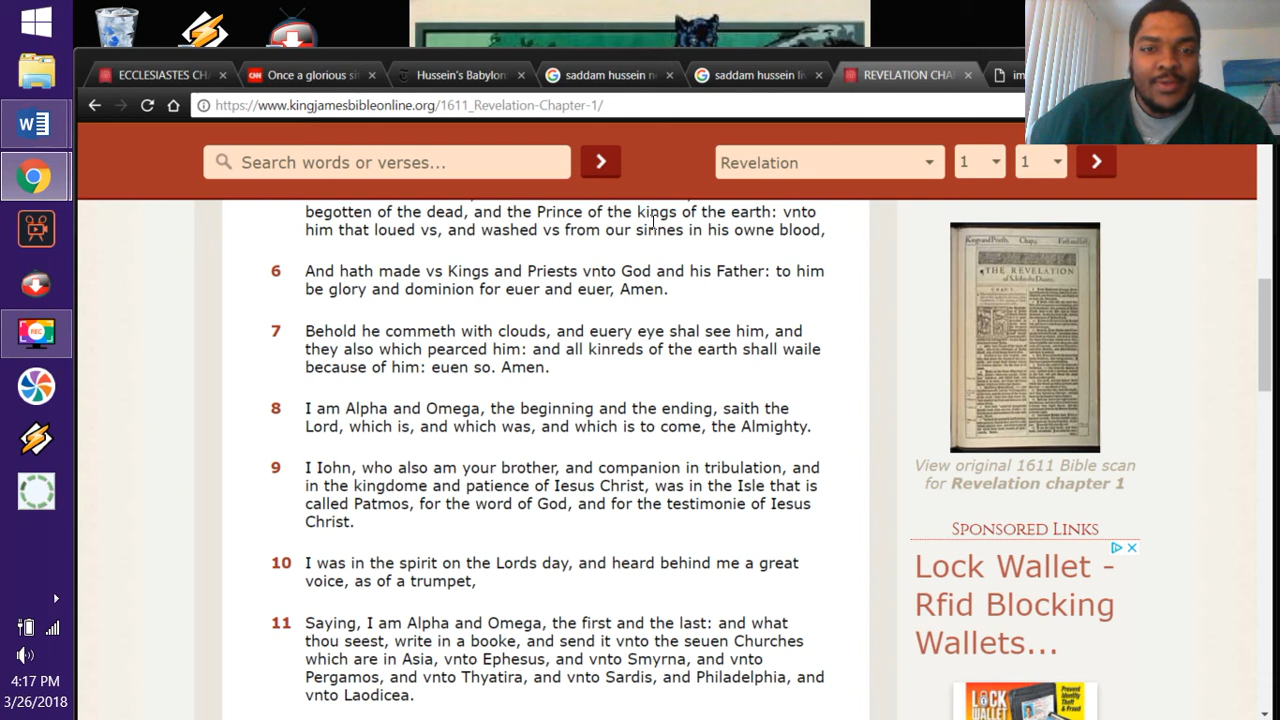 ECCLESIASTES CH
Once a glorious si
Hussein's Babylon
saddam hussein n
saddam hussein li
REVELATION CHA
im
https://www.kingjamesbibleonline.org/1611_Revelation-Chapter-1/
Search words or verses...
Revelation
1
1
begotten of the dead, and the Prince of the kings of the earth: vnto
him that loued vs, and washed vs from our sinnes in his owne blood,
6 And hath made vs Kings and Priests vnto God and his Father: to him
be glory and dominion for euer and euer, Amen.
7 Behold he commeth with clouds, and euery eye shal see him, and
they also which pearced him: and all kinreds of the earth shall waile
because of him: euen so. Amen.
8 I am Alpha and Omega, the beginning and the ending, saith the
Lord, which is, and which was, and which is to come, the Almighty.
9 I Iohn, who also am your brother, and companion in tribulation, and
in the kingdome and patience of Iesus Christ, was in the Isle that is
called Patmos, for the word of God, and for the testimonie of Iesus
Christ.
10 I was in the spirit on the Lords day, and heard behind me a great
voice, as of a trumpet,
11 Saying, I am Alpha and Omega, the first and the last: and what
thou seest, write in a booke, and send it vnto the seuen Churches
which are in Asia, vnto Ephesus, and vnto Smyrna, and vnto
Pergamos, and vnto Thyatira, and vnto Sardis, and Philadelphia, and
vnto Laodicea.
THE REVELATION
View original 1611 Bible scan
for Revelation chapter 1
SPONSORED LINKS
Lock Wallet -
Rfid Blocking
Wallets...
LOCK
WALLET
Prevent
Identity
Theft
& Fraud
CNN
W
REC
4:17 PM
3/26/2018